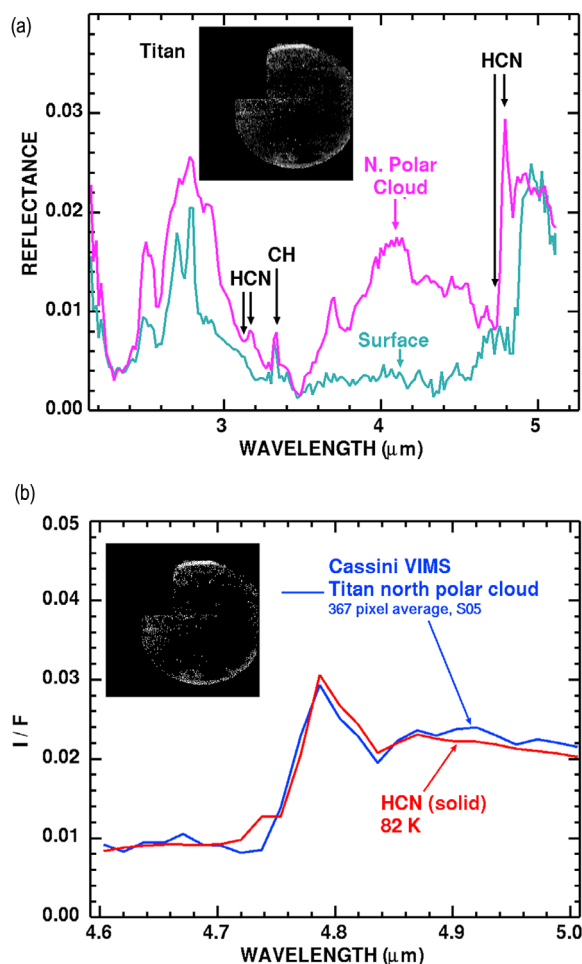 (a)
Titan
HCN
N. Polar
Cloud
CH
HCN
Surface
REFLECTANCE
0.03
0.02
0.01
0.00
3
4
5
WAVELENGTH (μm)
(b)
0.05
0.04
0.03
0.02
0.01
0.00
I / F
Cassini VIMS
Titan north polar cloud
367 pixel average, S05
HCN (solid)
82 K
4.6
4.7
4.8
4.9
5.0
WAVELENGTH (μm)